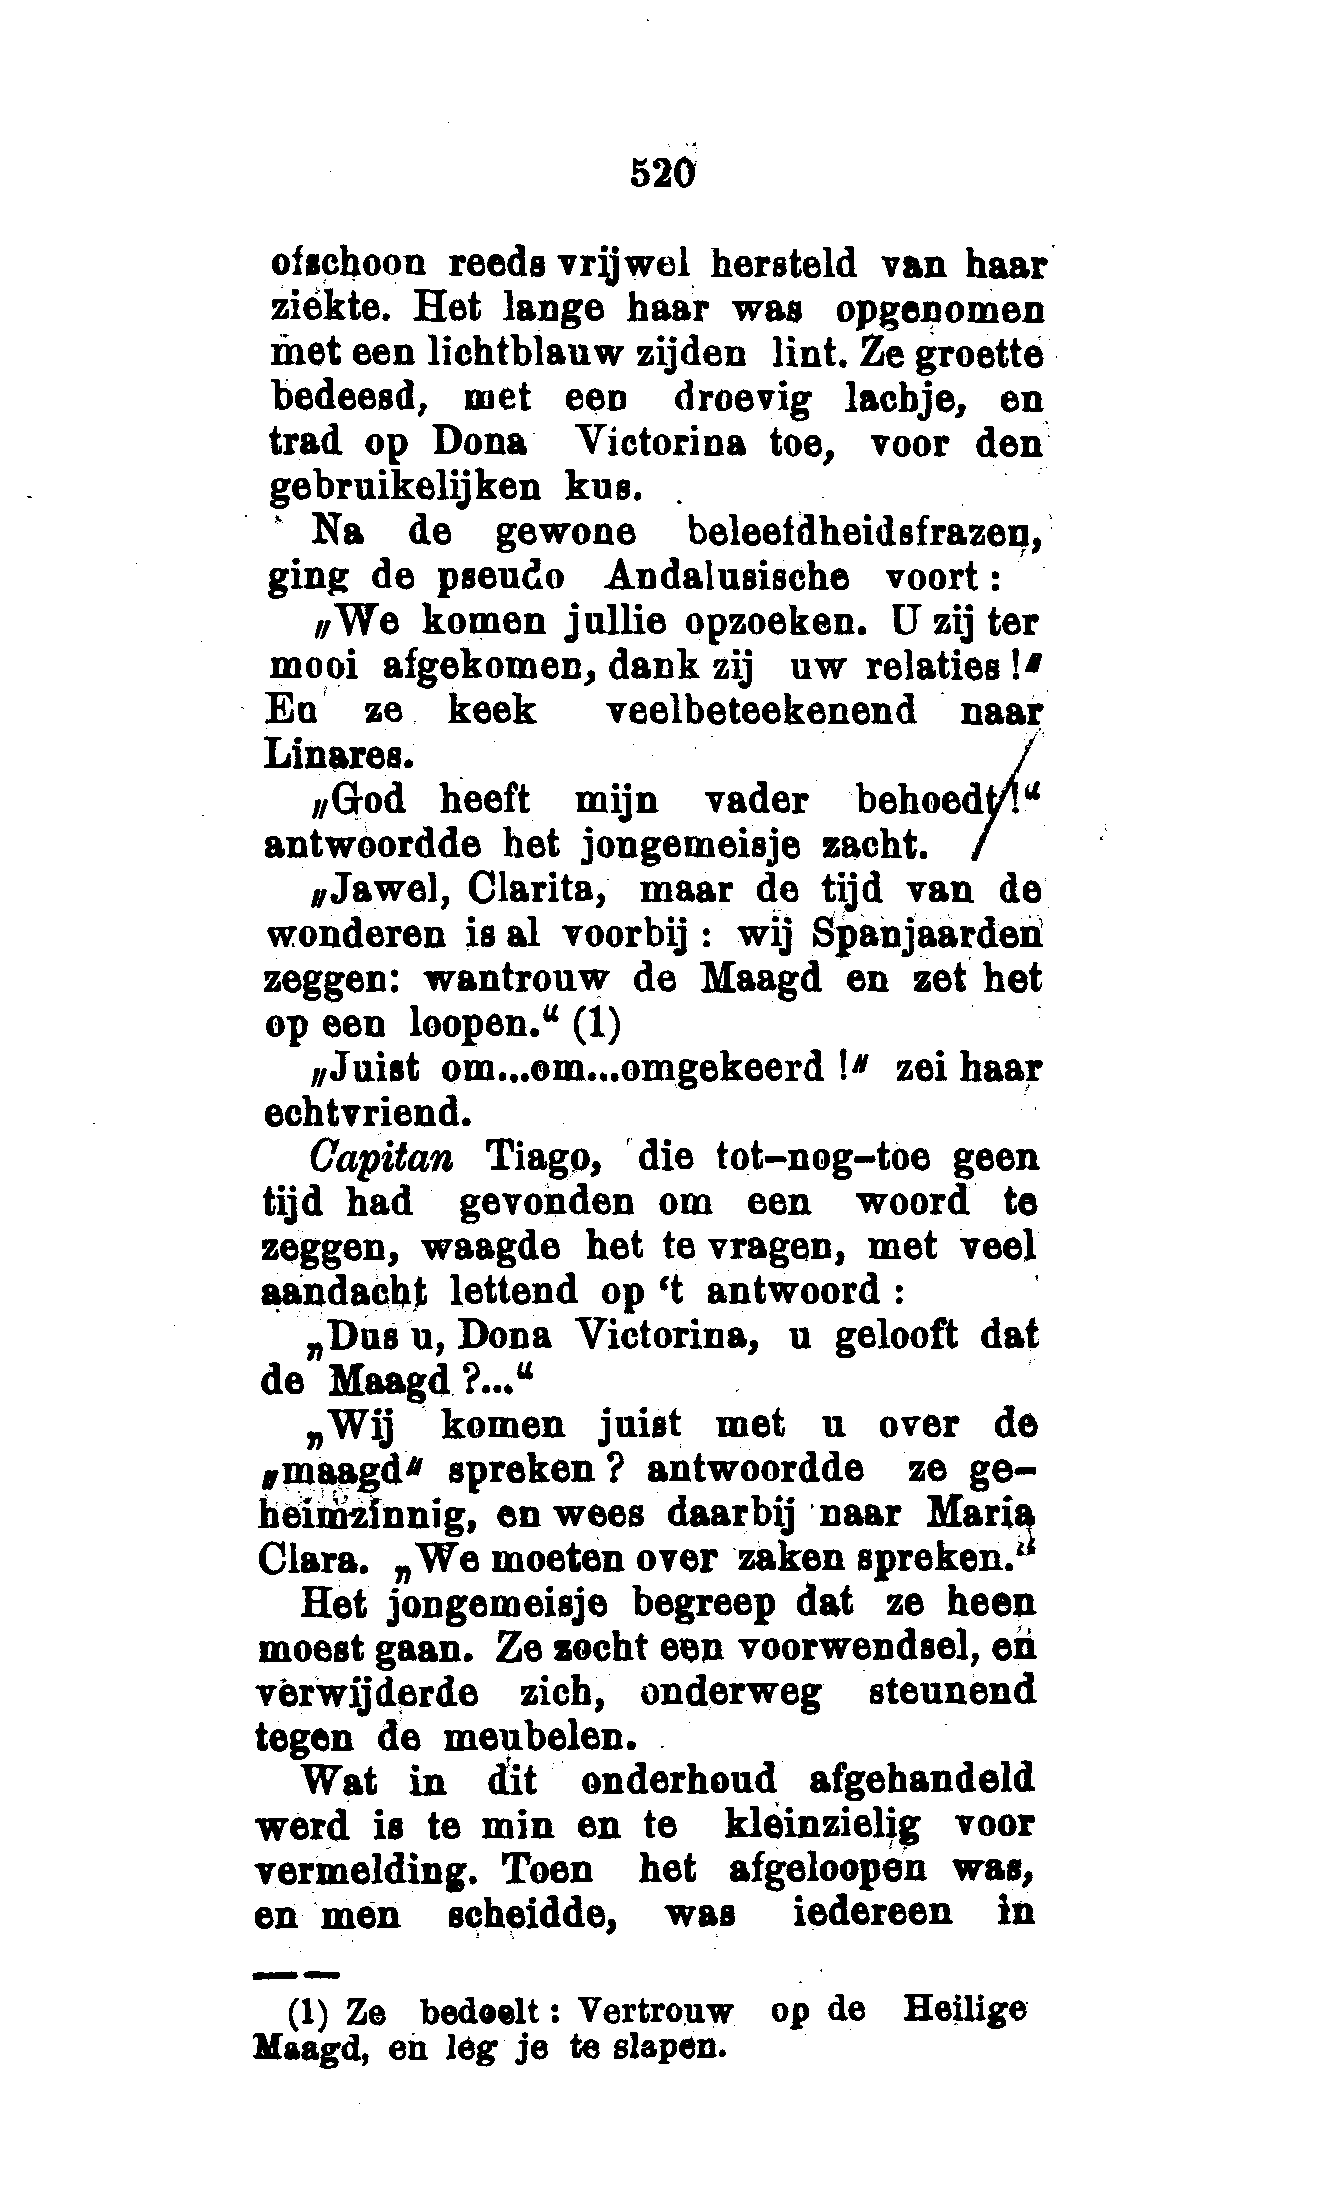 520
ofschoon reeds vrijwel hersteld van haar
ziekte. Het lange haar was opgenomen
met een lichtblauw zijden lint. Ze groette
bedeesd, met een droevig lachje, en
trad op Dona Victorina toe, voor den
gebruikelijken kus.
Na de gewone beleefdheidsfrazen,
ging de pseudo Andalusische voort:
„We komen jullie opzoeken. U zij ter
mooi afgekomen, dank zij uw relaties!"
En ze keek veelbeteekenend naar
Linares.
„God heeft mijn vader behoedt!“
antwoordde het jongemeisje zacht.
„Jawel, Clarita, maar de tijd van de
wonderen is al voorbij: wij Spanjaarden
zeggen: wantrouw de Maagd en zet het
op een loopen.“ (1)
„Juist om...om...omgekeerd!" zei haar
echtvriend.
Capitan Tiago, die tot-nog-toe geen
tijd had gevonden om een woord te
zeggen, waagde het te vragen, met veel
aandacht lettend op ‘t antwoord:
„Dus u, Dona Victorina, u gelooft dat
de Maagd?...“
„Wij komen juist met u over de
„maagd" spreken? antwoordde ze ge-
heimzinnig, en wees daarbij naar Maria
Clara. „We moeten over zaken spreken.“
Het jongemeisje begreep dat ze heen
moest gaan. Ze zocht een voorwendsel, en
verwijderde zich, onderweg steunend
tegen de meubelen.
Wat in dit onderhoud afgehandeld
werd is te min en te kleinzielig voor
vermelding. Toen het afgeloopen was,
en men scheidde, was iedereen in
(1) Ze bedoelt: Vertrouw op de Heilige
Maagd, en leg je te slapen.